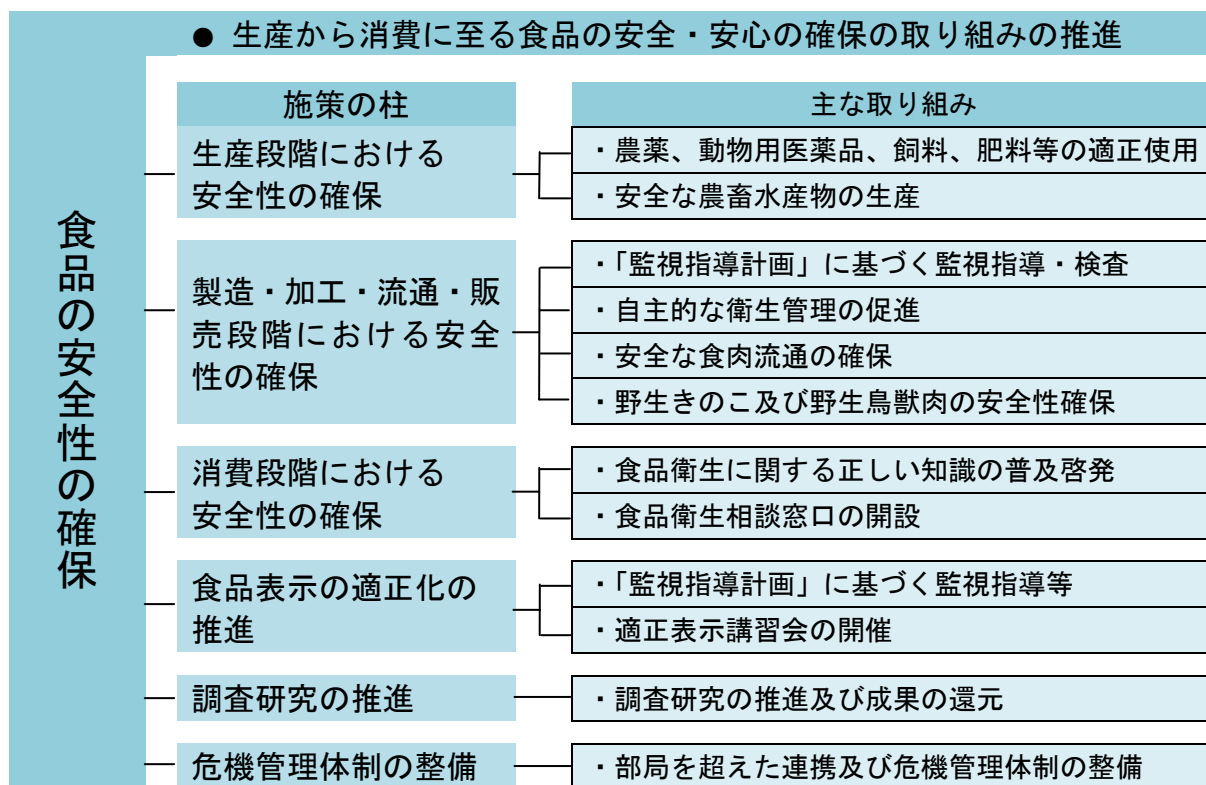 ● 生産から消費に至る食品の安全・安心の確保の取り組みの推進
食品の安全性の確保
施策の柱
主な取り組み
生産段階における
安全性の確保
・農薬、動物用医薬品、飼料、肥料等の適正使用
・安全な農畜水産物の生産
製造・加工・流通・販
売段階における安全
性の確保
・「監視指導計画」に基づく監視指導・検査
・自主的な衛生管理の促進
・安全な食肉流通の確保
・野生きのこ及び野生鳥獣肉の安全性確保
消費段階における
安全性の確保
・食品衛生に関する正しい知識の普及啓発
・食品衛生相談窓口の開設
食品表示の適正化の
推進
・「監視指導計画」に基づく監視指導等
・適正表示講習会の開催
調査研究の推進
・調査研究の推進及び成果の還元
危機管理体制の整備
・部局を超えた連携及び危機管理体制の整備